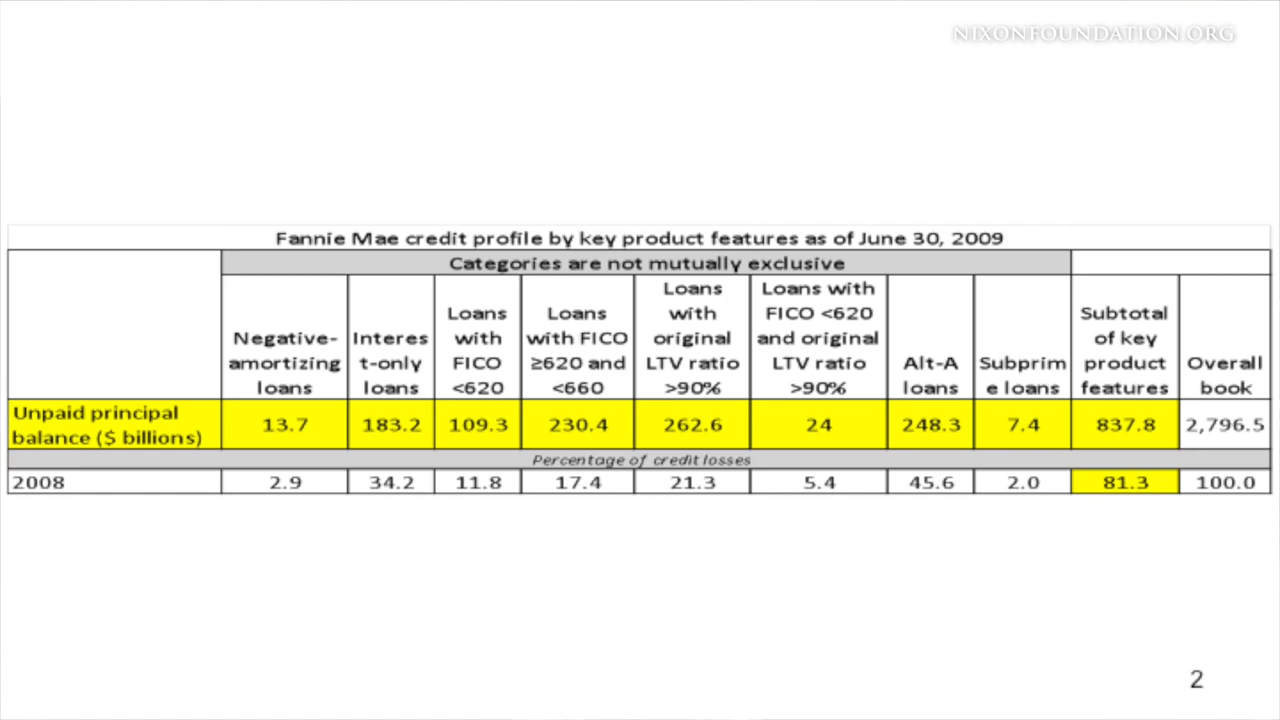 NIXONFOUNDATION.ORG
Fannie Mae credit profile by key product features as of June 30, 2009
Categories are not mutually exclusive
Negative-
amortizing
loans
Interes
t-only
loans
Loans
with
FICO
<620
Loans
with FICO
≥620 and
<660
Loans
with
original
LTV ratio
>90%
Loans with
FICO <620
and original
LTV ratio
>90%
Alt-A
loans
Subprim
e loans
Subtotal
of key
product
features
Overall
book
Unpaid principal
balance ($ billions)
13.7 183.2 109.3 230.4 262.6 24 248.3 7.4 837.8 2,796.5
Percentage of credit losses
2008 2.9 34.2 11.8 17.4 21.3 5.4 45.6 2.0 81.3 100.0
2